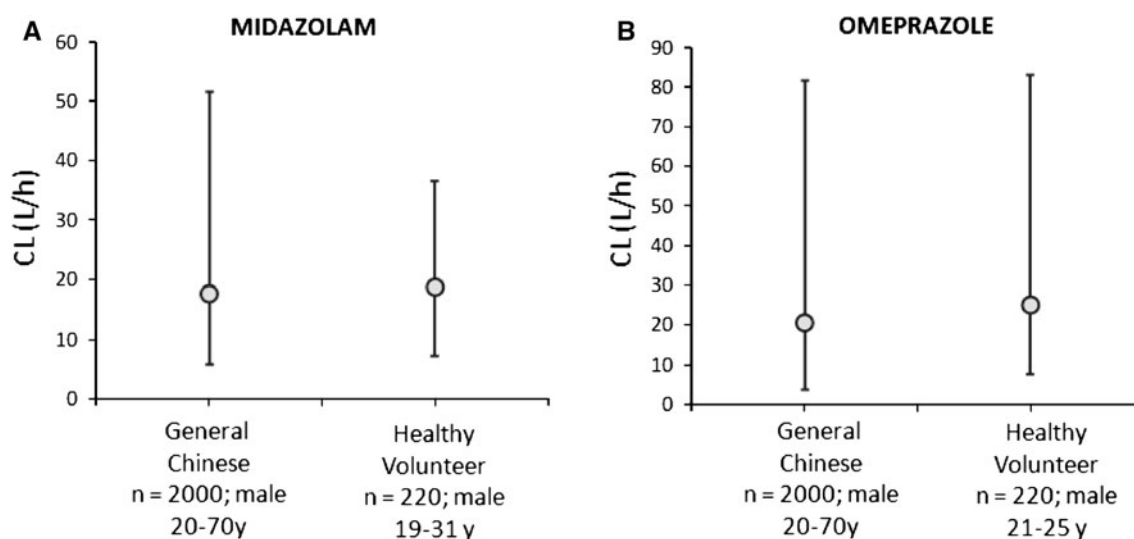 A
MIDAZOLAM
60
50
40
30
20
10
0
CL (L/h)
General
Chinese
n = 2000; male
20-70y
Healthy
Volunteer
n = 220; male
19-31 y
B
OMEPRAZOLE
90
80
70
60
50
40
30
20
10
0
CL (L/h)
General
Chinese
n = 2000; male
20-70y
Healthy
Volunteer
n = 220; male
21-25 y